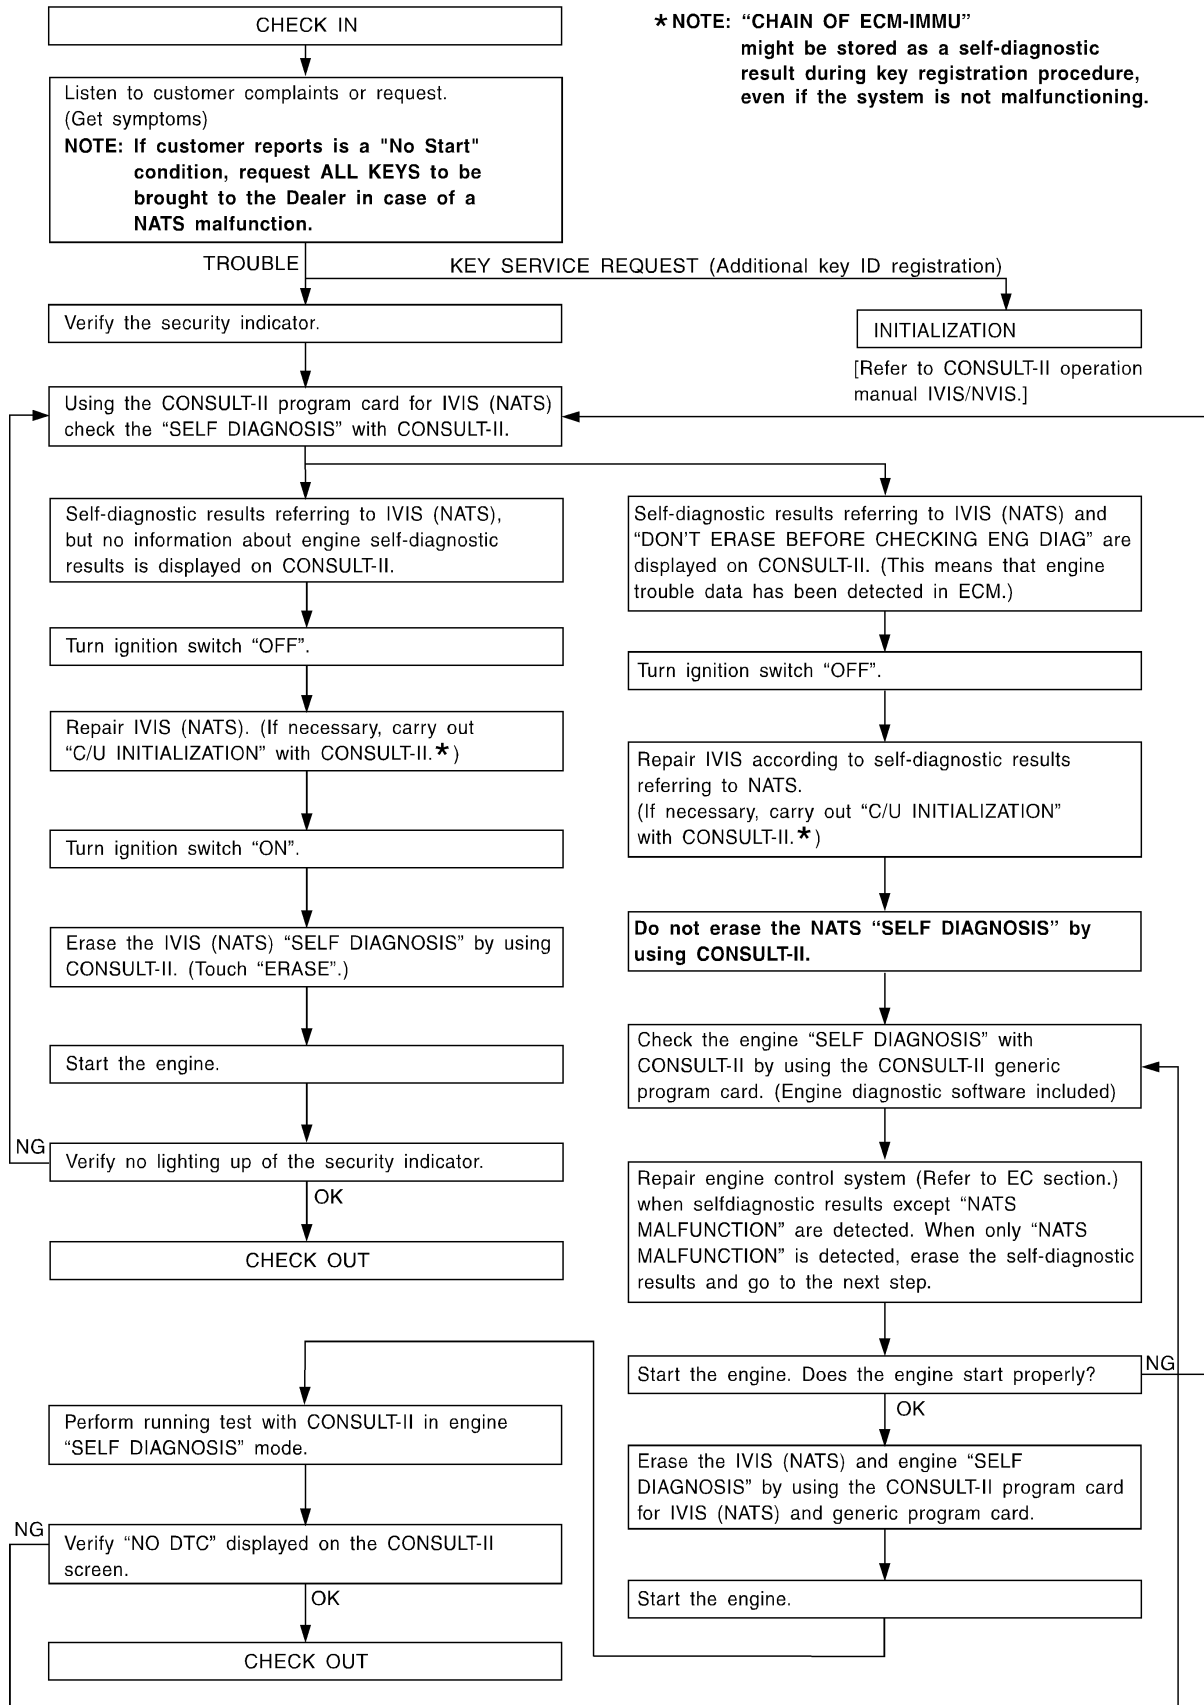 CHECK IN
* NOTE: “CHAIN OF ECM-IMMU”
might be stored as a self-diagnostic
result during key registration procedure,
even if the system is not malfunctioning.
Listen to customer complaints or request.
(Get symptoms)
NOTE: If customer reports is a "No Start"
condition, request ALL KEYS to be
brought to the Dealer in case of a
NATS malfunction.
TROUBLE
KEY SERVICE REQUEST (Additional key ID registration)
Verify the security indicator.
INITIALIZATION
[Refer to CONSULT-II operation
manual IVIS/NVIS.]
Using the CONSULT-II program card for IVIS (NATS)
check the “SELF DIAGNOSIS” with CONSULT-II.
Self-diagnostic results referring to IVIS (NATS),
but no information about engine self-diagnostic
results is displayed on CONSULT-II.
Turn ignition switch “OFF”.
Repair IVIS (NATS). (If necessary, carry out
“C/U INITIALIZATION” with CONSULT-II.*)
Turn ignition switch “ON”.
Erase the IVIS (NATS) “SELF DIAGNOSIS” by using
CONSULT-II. (Touch “ERASE”.)
Start the engine.
NG
Verify no lighting up of the security indicator.
OK
CHECK OUT
Self-diagnostic results referring to IVIS (NATS) and
“DON’T ERASE BEFORE CHECKING ENG DIAG” are
displayed on CONSULT-II. (This means that engine
trouble data has been detected in ECM.)
Turn ignition switch “OFF”.
Repair IVIS according to self-diagnostic results
referring to NATS.
(If necessary, carry out “C/U INITIALIZATION”
with CONSULT-II.*)
Do not erase the NATS “SELF DIAGNOSIS” by
using CONSULT-II.
Check the engine “SELF DIAGNOSIS” with
CONSULT-II by using the CONSULT-II generic
program card. (Engine diagnostic software included)
Repair engine control system (Refer to EC section.)
when selfdiagnostic results except “NATS
MALFUNCTION” are detected. When only “NATS
MALFUNCTION” is detected, erase the self-diagnostic
results and go to the next step.
Start the engine. Does the engine start properly?
NG
OK
Erase the IVIS (NATS) and engine “SELF
DIAGNOSIS” by using the CONSULT-II program card
for IVIS (NATS) and generic program card.
Start the engine.
Perform running test with CONSULT-II in engine
“SELF DIAGNOSIS” mode.
NG
Verify “NO DTC” displayed on the CONSULT-II
screen.
OK
CHECK OUT